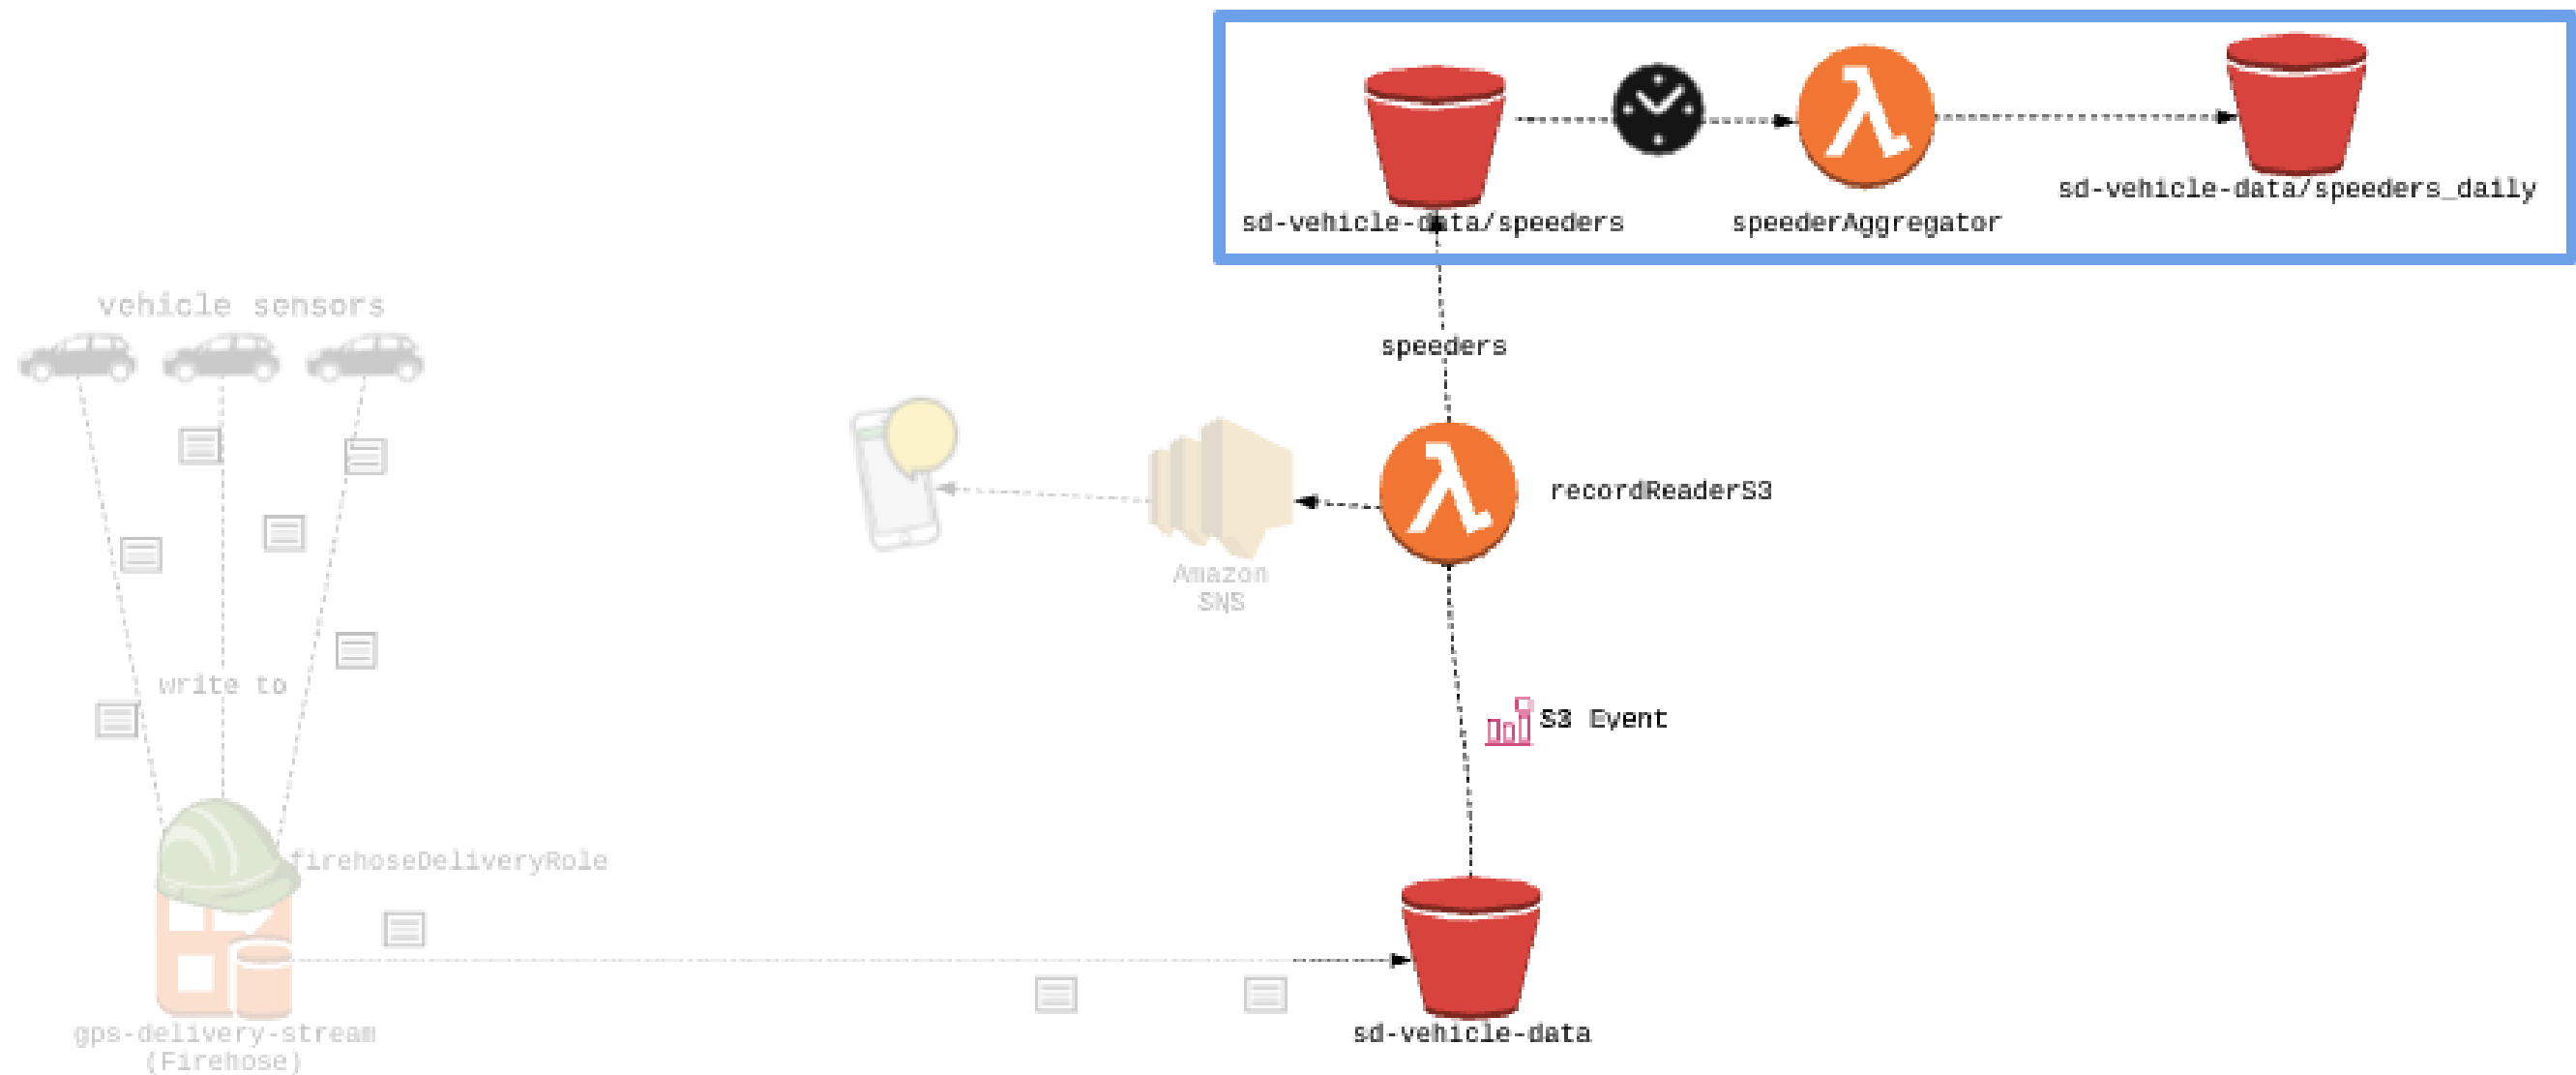 sd-vehicle-data/speeders
speederAggregator
sd-vehicle-data/speeders_daily
vehicle sensors
speeders
recordReaderS3
Amazon
SNS
write to
S3 Event
firehoseDeliveryRole
gps-delivery-stream
(Firehose)
sd-vehicle-data